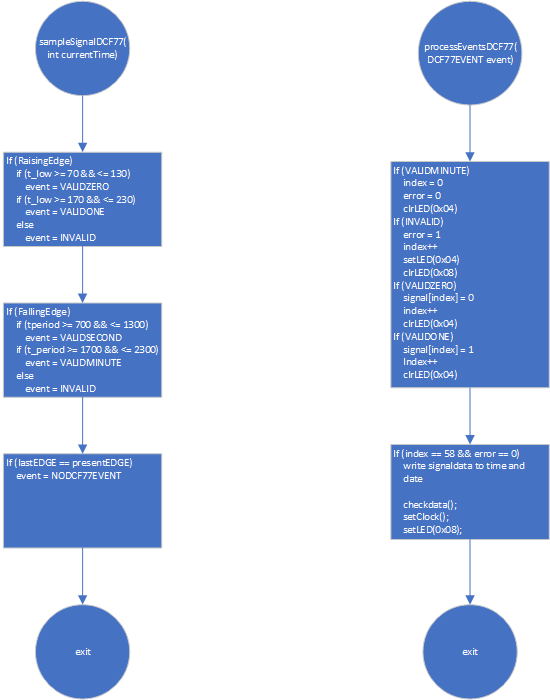 sampleSignalDCF77(
int currentTime)
If (RaisingEdge)
if (t_low >= 70 && <= 130)
event = VALIDZERO
if (t_low >= 170 && <= 230)
event = VALIDONE
else
event = INVALID
If (FallingEdge)
if (tperiod >= 700 && <= 1300)
event = VALIDSECOND
if (t_period >= 1700 && <= 2300)
event = VALIDMINUTE
else
event = INVALID
If (lastEDGE == presentEDGE)
event = NODCF77EVENT
exit
processEventsDCF77(
DCF77EVENT event)
If (VALIDMINUTE)
index = 0
error = 0
clrLED(0x04)
If (INVALID)
error = 1
index++
setLED(0x04)
clrLED(0x08)
If (VALIDZERO)
signal[index] = 0
index++
clrLED(0x04)
If (VALIDONE)
signal[index] = 1
Index++
clrLED(0x04)
If (index == 58 && error == 0)
write signaldata to time and
date
checkdata();
setClock();
setLED(0x08);
exit